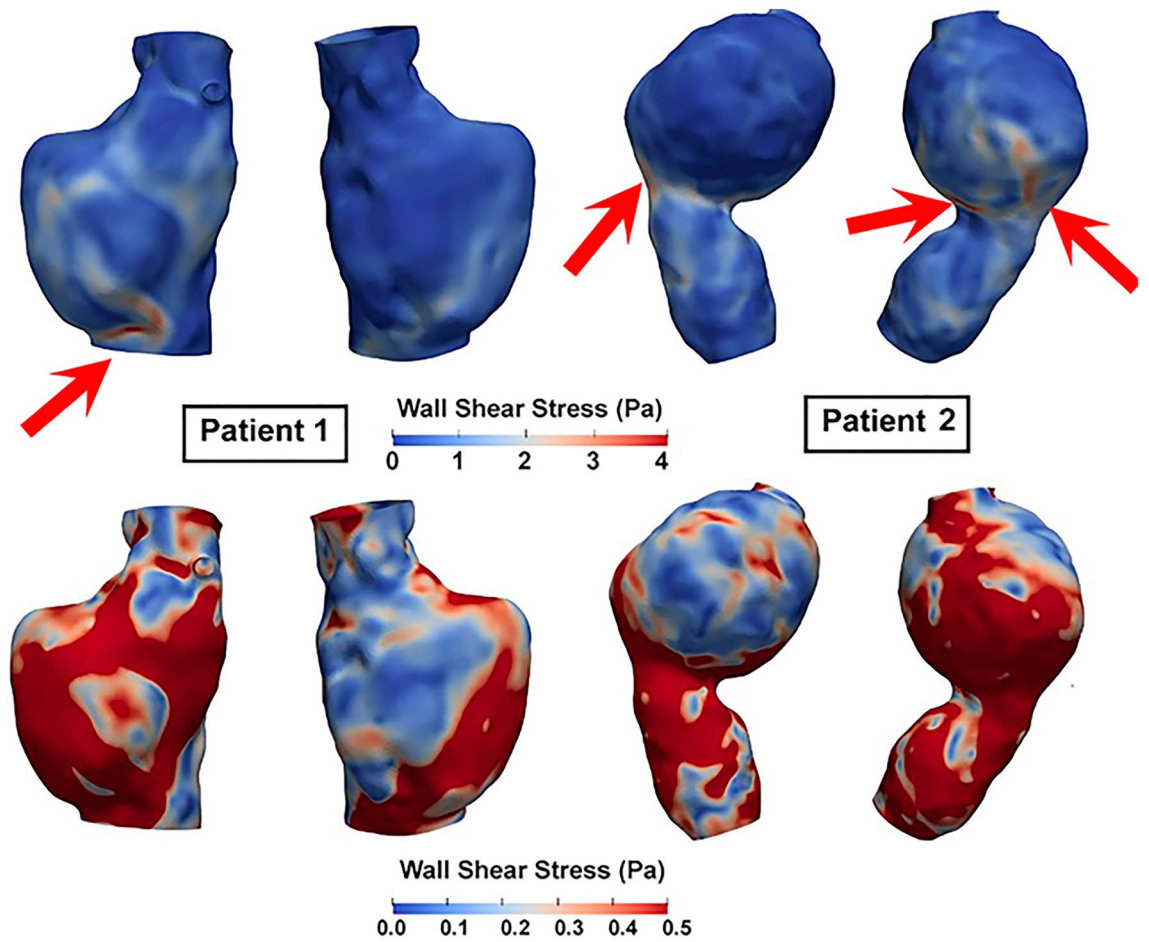 Wall Shear Stress (Pa)
Patient 1
Patient 2
0 1 2 3 4
Wall Shear Stress (Pa)
0.0 0.1 0.2 0.3 0.4 0.5